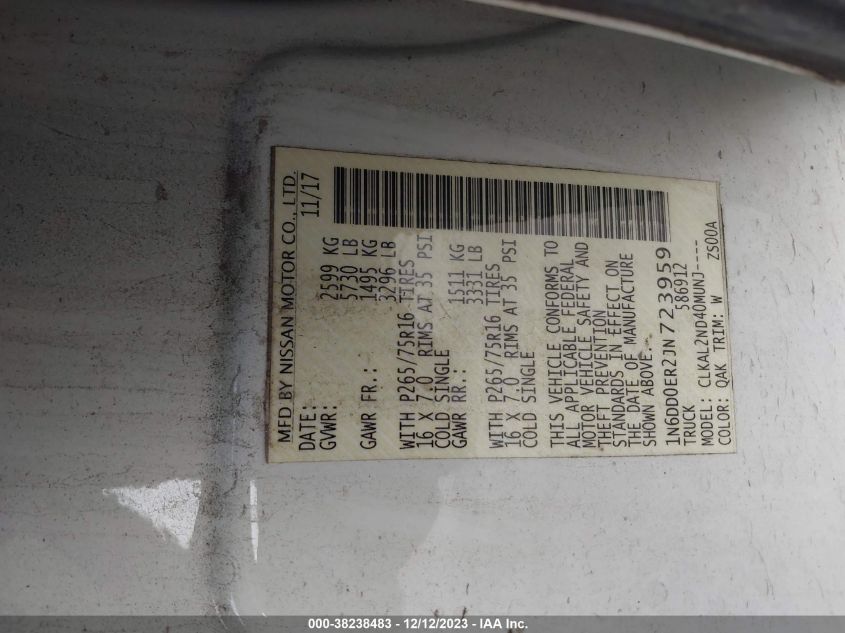 MFD BY NISSAN MOTOR CO., LTD.
DATE: 11/17
GVWR: 2599 KG
5730 LB
GAWR FR.: 1495 KG
3296 LB
WITH P265/75R16 TIRES
16 X 7.0 RIMS AT 35 PSI
COLD SINGLE
GAWR RR.: 1511 KG
3331 LB
WITH P265/75R16 TIRES
16 X 7.0 RIMS AT 35 PSI
COLD SINGLE
THIS VEHICLE CONFORMS TO
ALL APPLICABLE FEDERAL
MOTOR VEHICLE SAFETY AND
THEFT PREVENTION
STANDARDS IN EFFECT ON
THE DATE OF MANUFACTURE
SHOWN ABOVE.
1N6DD0ER2JN723959
TRUCK 586912
MODEL: CLKAL2ND40MUNJ----
COLOR: QAK TRIM: W ZS00A
000-38238483 - 12/12/2023 - IAA Inc.